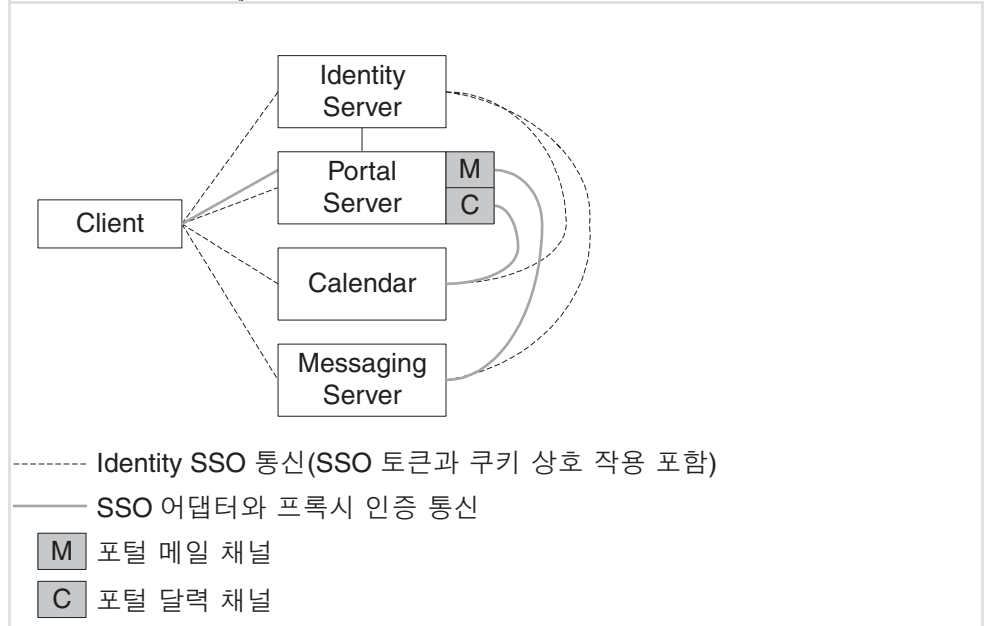 Identity
Server
Portal
Server
M
C
Client
Calendar
Messaging
Server
Identity SSO 통신(SSO 토큰과 쿠키 상호 작용 포함)
SSO 어댑터와 프록시 인증 통신
M 포털 메일 채널
C 포털 달력 채널